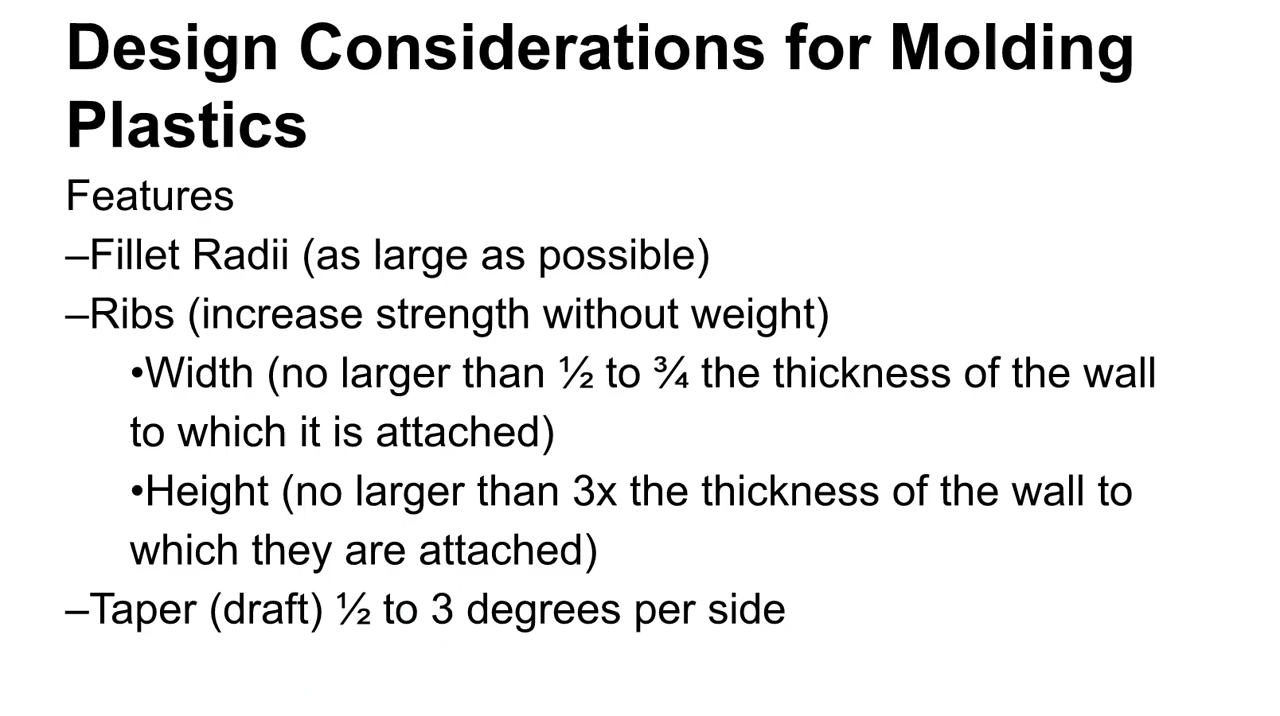 Design Considerations for Molding
Plastics
Features
–Fillet Radii (as large as possible)
–Ribs (increase strength without weight)
•Width (no larger than ½ to ¾ the thickness of the wall
to which it is attached)
•Height (no larger than 3x the thickness of the wall to
which they are attached)
–Taper (draft) ½ to 3 degrees per side